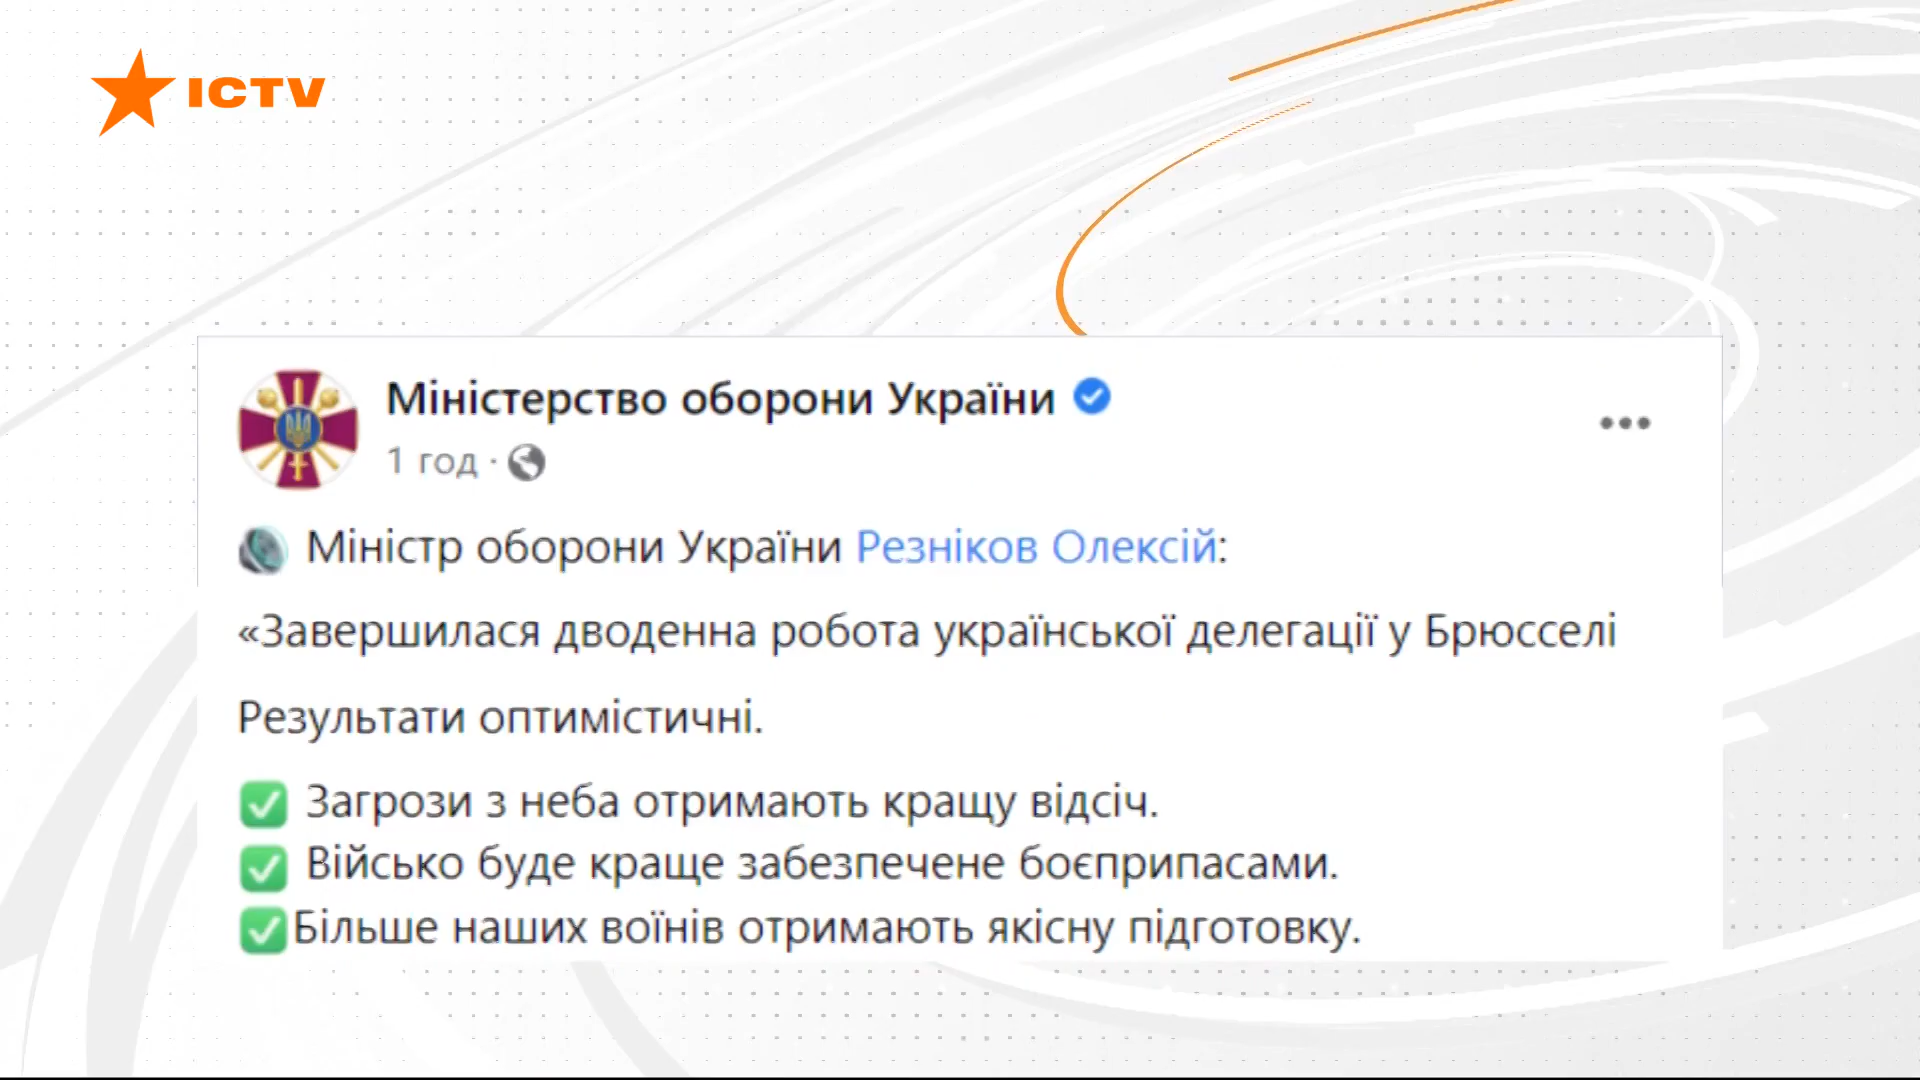 ICTV
Міністерство оборони України
1 год ·
Міністр оборони України Резніков Олексій:
«Завершилася дводенна робота української делегації у Брюсселі
Результати оптимістичні.
✅ Загрози з неба отримають кращу відсіч.
✅ Військо буде краще забезпечене боєприпасами.
✅Більше наших воїнів отримають якісну підготовку.